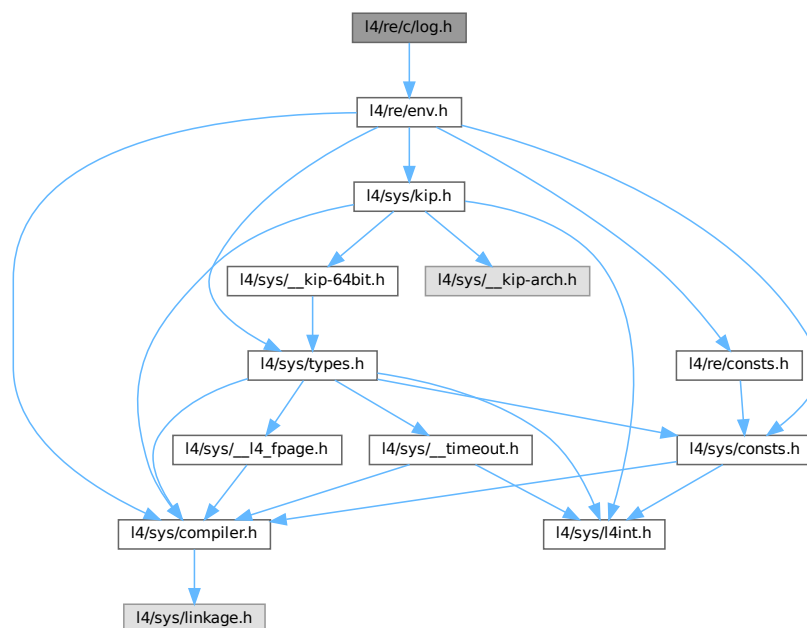 l4/re/c/log.h
l4/re/env.h
l4/sys/kip.h
l4/sys/__kip-64bit.h
l4/sys/__kip-arch.h
l4/sys/types.h
l4/re/consts.h
l4/sys/__l4_fpage.h
l4/sys/__timeout.h
l4/sys/consts.h
l4/sys/compiler.h
l4/sys/l4int.h
l4/sys/linkage.h